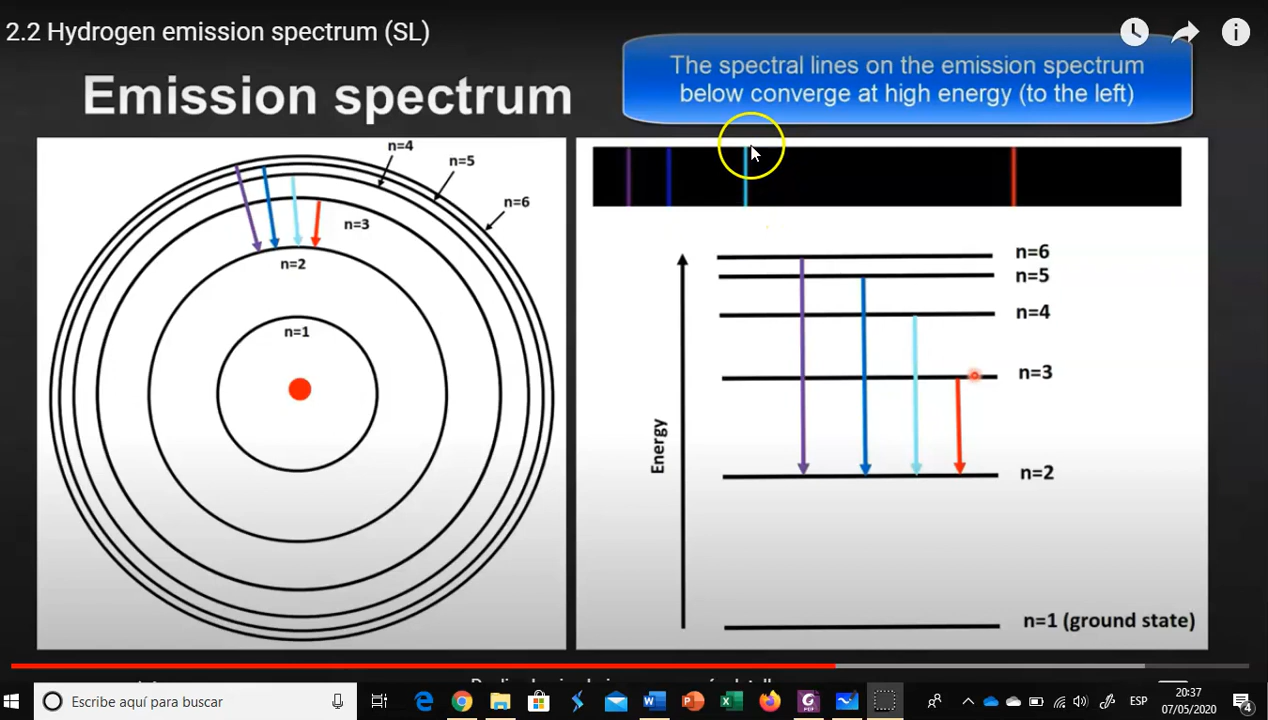 2.2 Hydrogen emission spectrum (SL)
Emission spectrum
The spectral lines on the emission spectrum
below converge at high energy (to the left)
n=4
n=5
n=6
n=3
n=2
n=1
n=6
n=5
n=4
n=3
Energy
n=2
n=1 (ground state)
Escribe aquí para buscar
ESP
20:37
07/05/2020
4